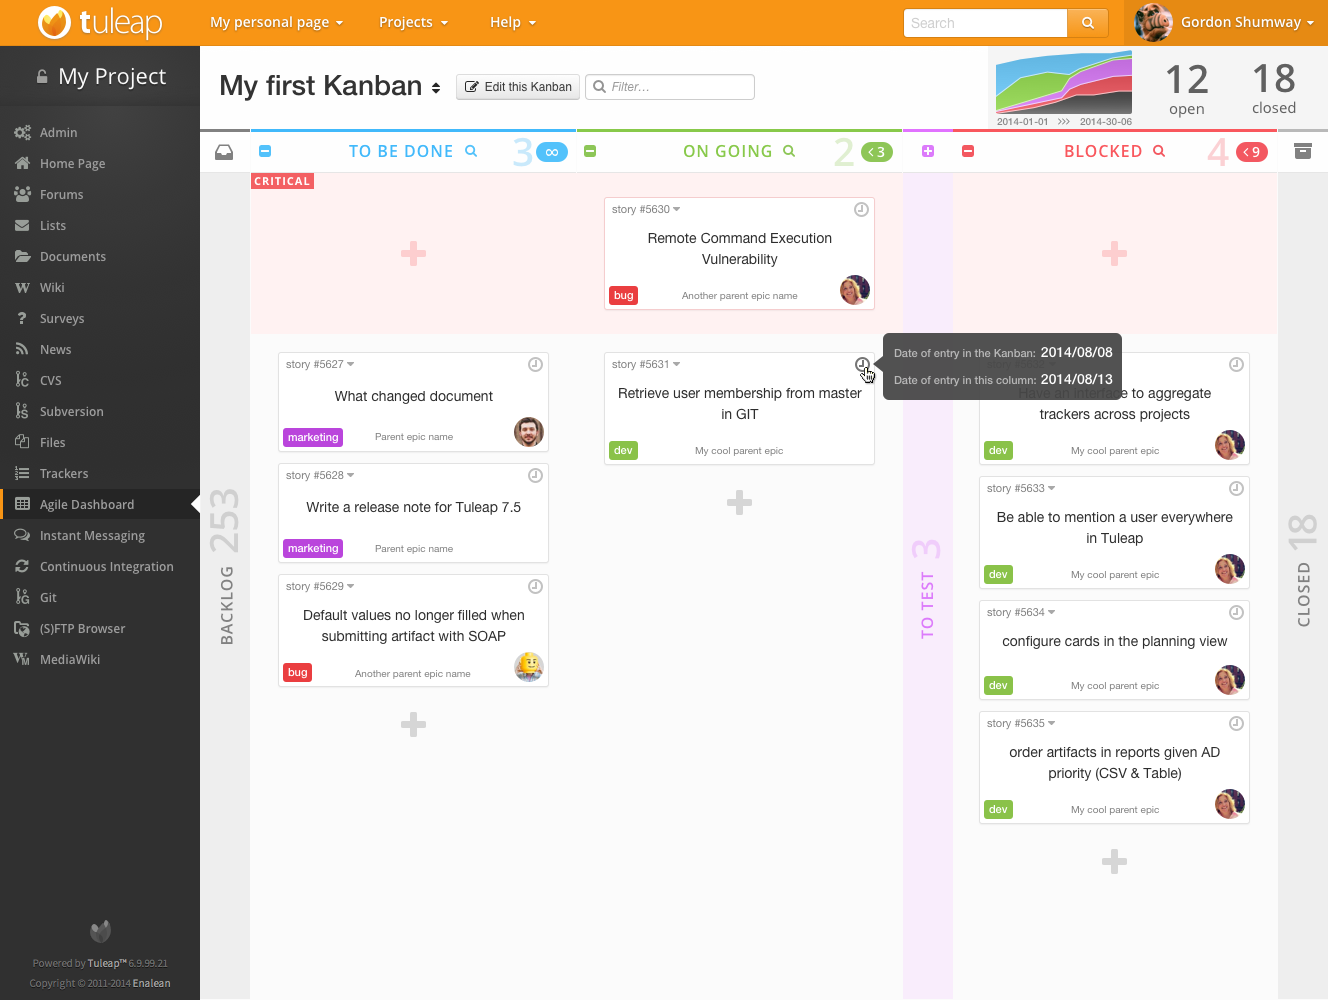 tuleap
My personal page
Projects
Help
Search
Gordon Shumway
My Project
Admin
Home Page
Forums
Lists
Documents
Wiki
Surveys
News
CVS
Subversion
Files
Trackers
Agile Dashboard
Instant Messaging
Continuous Integration
Git
(S)FTP Browser
MediaWiki
Powered by Tuleap™ 6.9.99.21
Copyright © 2011-2014 Enalean
My first Kanban
Edit this Kanban
Filter...
2014-01-01 >>> 2014-30-06
12
open
18
closed
BACKLOG 253
TO BE DONE
3
∞
ON GOING
2
<3
TO TEST 3
BLOCKED
4
<9
CLOSED 18
CRITICAL
story #5630
Remote Command Execution
Vulnerability
bug
Another parent epic name
story #5627
What changed document
marketing
Parent epic name
story #5628
Write a release note for Tuleap 7.5
marketing
Parent epic name
story #5629
Default values no longer filled when
submitting artifact with SOAP
bug
Another parent epic name
story #5631
Retrieve user membership from master
in GIT
dev
My cool parent epic
Date of entry in the Kanban: 2014/08/08
Date of entry in this column: 2014/08/13
Have an interface to aggregate
trackers across projects
dev
My cool parent epic
story #5633
Be able to mention a user everywhere
in Tuleap
dev
My cool parent epic
story #5634
configure cards in the planning view
dev
My cool parent epic
story #5635
order artifacts in reports given AD
priority (CSV & Table)
dev
My cool parent epic